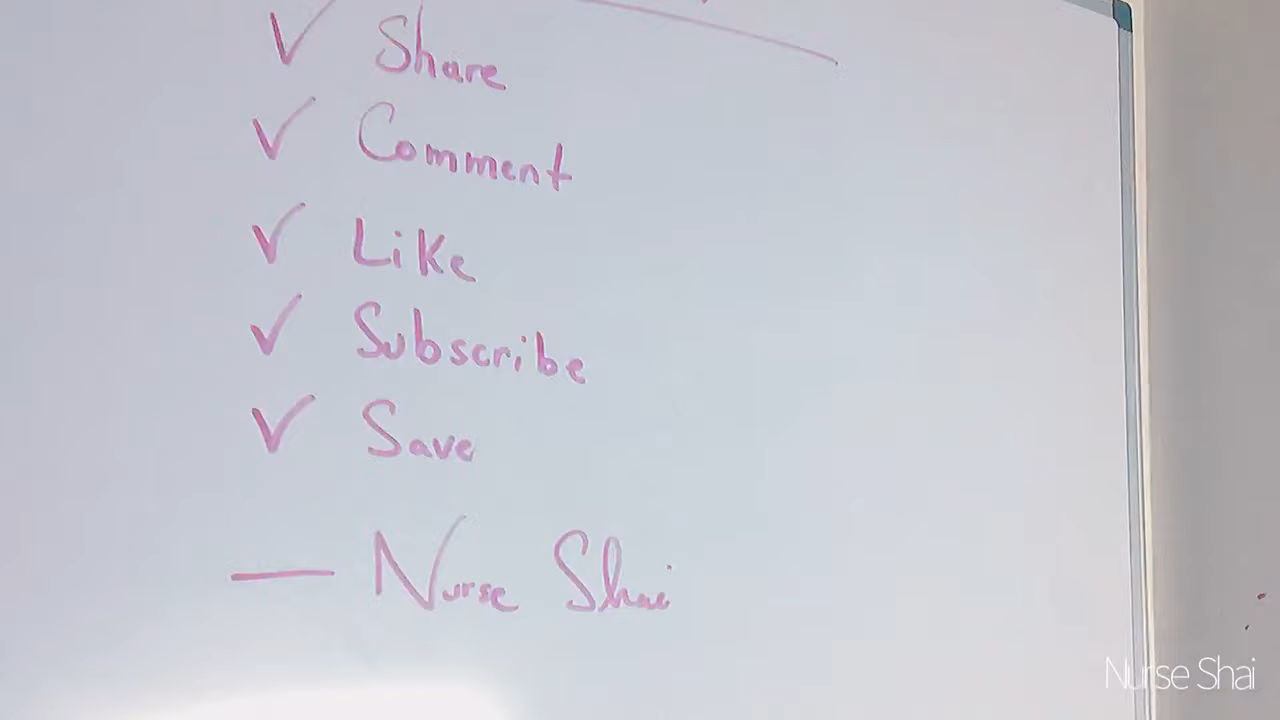 ✓ Share
✓ Comment
✓ Like
✓ Subscribe
✓ Save
— Nurse Shai
Nurse Shai